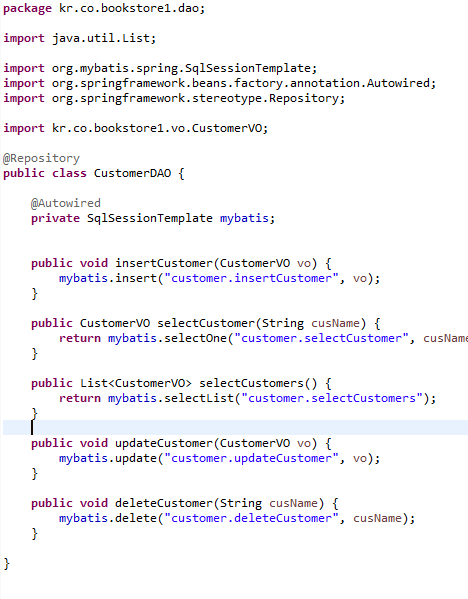 package kr.co.bookstore1.dao;
import java.util.List;
import org.mybatis.spring.SqlSessionTemplate;
import org.springframework.beans.factory.annotation.Autowired;
import org.springframework.stereotype.Repository;
import kr.co.bookstore1.vo.CustomerVO;
@Repository
public class CustomerDAO {
@Autowired
private SqlSessionTemplate mybatis;
public void insertCustomer(CustomerVO vo) {
mybatis.insert("customer.insertCustomer", vo);
}
public CustomerVO selectCustomer(String cusName) {
return mybatis.selectOne("customer.selectCustomer", cusName
}
public List<CustomerVO> selectCustomers() {
return mybatis.selectList("customer.selectCustomers");
}
public void updateCustomer(CustomerVO vo) {
mybatis.update("customer.updateCustomer", vo);
}
public void deleteCustomer(String cusName) {
mybatis.delete("customer.deleteCustomer", cusName);
}
}